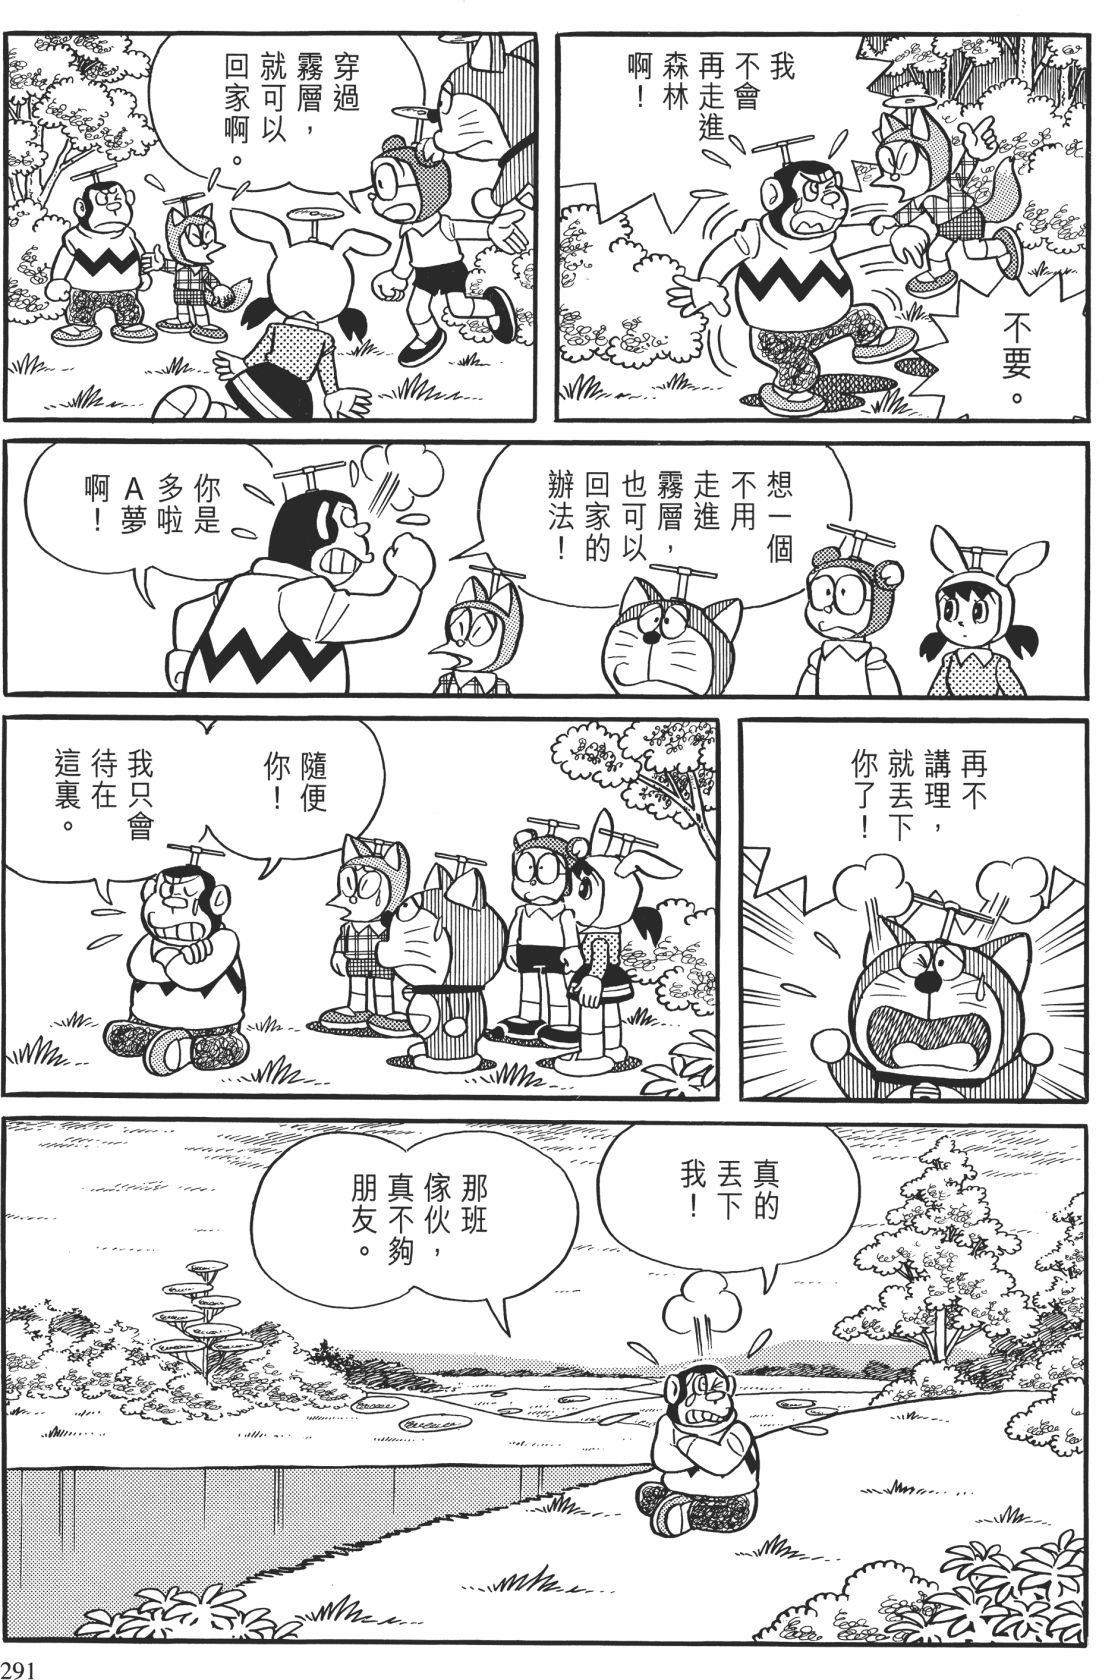 我
不會
再走進
森林
啊！
不要。
穿過
霧層，
就可以
回家啊。
想一個
不用
走進
霧層，
也可以
回家的
辦法！
你是
多啦
A夢
啊！
再不
講理，
就丟下
你了！
隨便
你！
我只會
待在
這裏。
真的
丟下
我！
那班
傢伙，
真不夠
朋友。
291